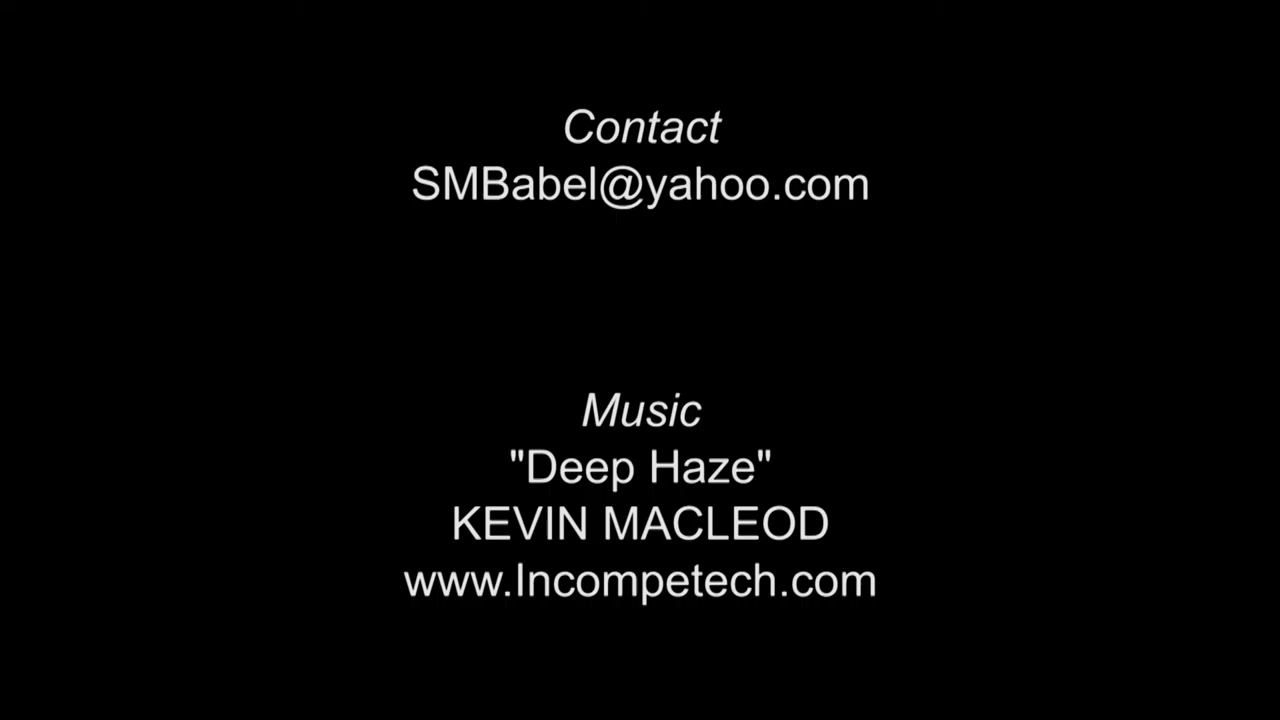 Contact
SMBabel@yahoo.com
Music
"Deep Haze"
KEVIN MACLEOD
www.Incompetech.com